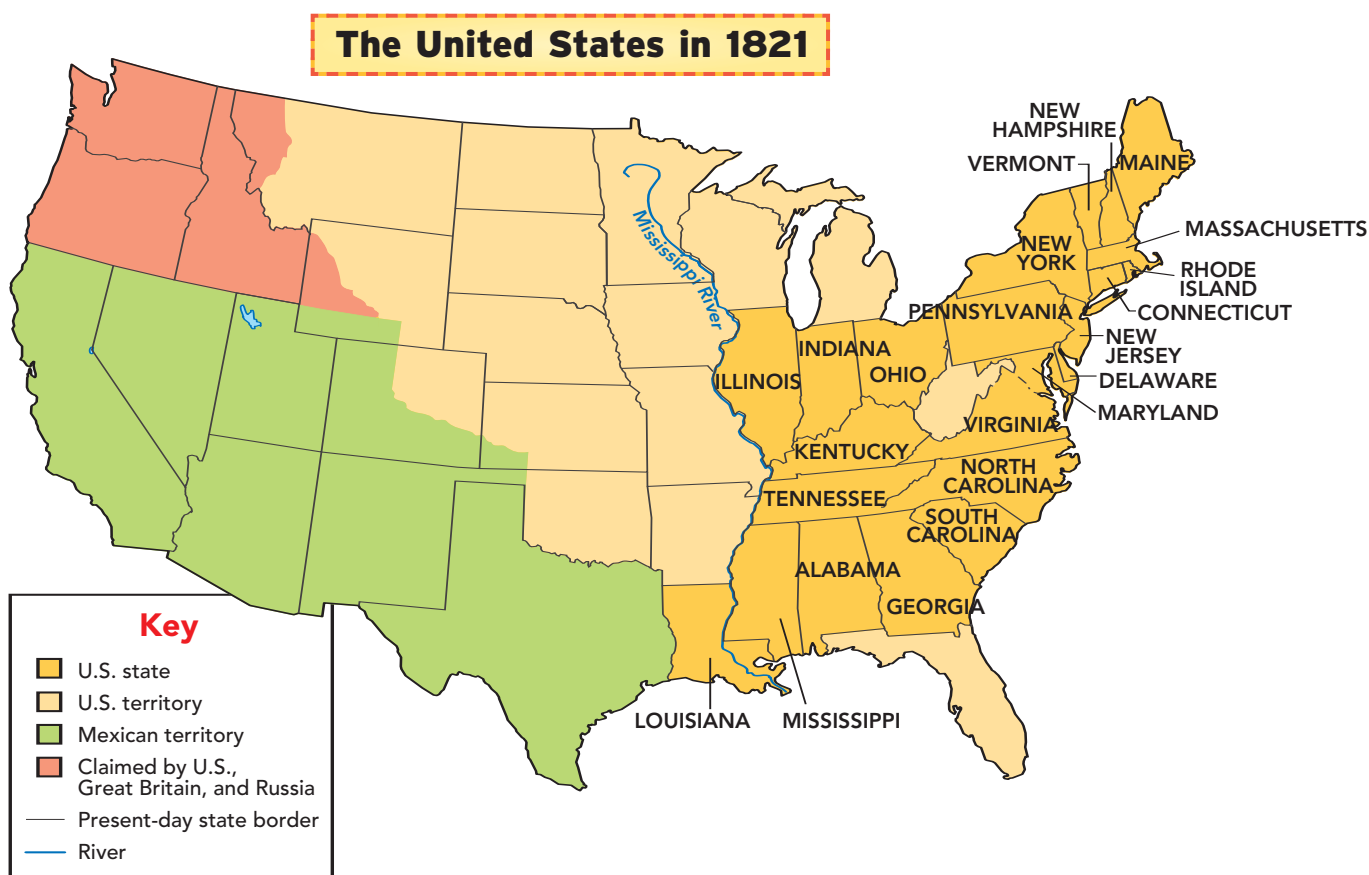 The United States in 1821
NEW
HAMPSHIRE
VERMONT
MAINE
MASSACHUSETTS
NEW
YORK
RHODE
ISLAND
CONNECTICUT
PENNSYLVANIA
NEW
JERSEY
DELAWARE
MARYLAND
Mississippi River
INDIANA
OHIO
ILLINOIS
VIRGINIA
KENTUCKY
NORTH
CAROLINA
TENNESSEE
SOUTH
CAROLINA
ALABAMA
GEORGIA
LOUISIANA
MISSISSIPPI
Key
U.S. state
U.S. territory
Mexican territory
Claimed by U.S.,
Great Britain, and Russia
Present-day state border
River